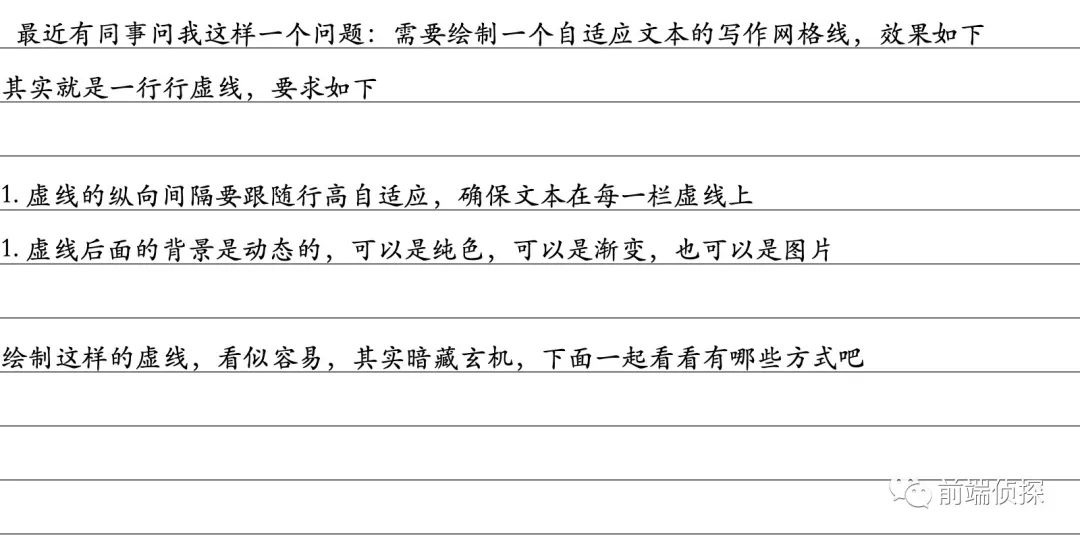 最近有同事问我这样一个问题：需要绘制一个自适应文本的写作网格线，效果如下
其实就是一行行虚线，要求如下
1. 虚线的纵向间隔要跟随行高自适应，确保文本在每一栏虚线上
1. 虚线后面的背景是动态的，可以是纯色，可以是渐变，也可以是图片
绘制这样的虚线，看似容易，其实暗藏玄机，下面一起看看有哪些方式吧
前端侦探